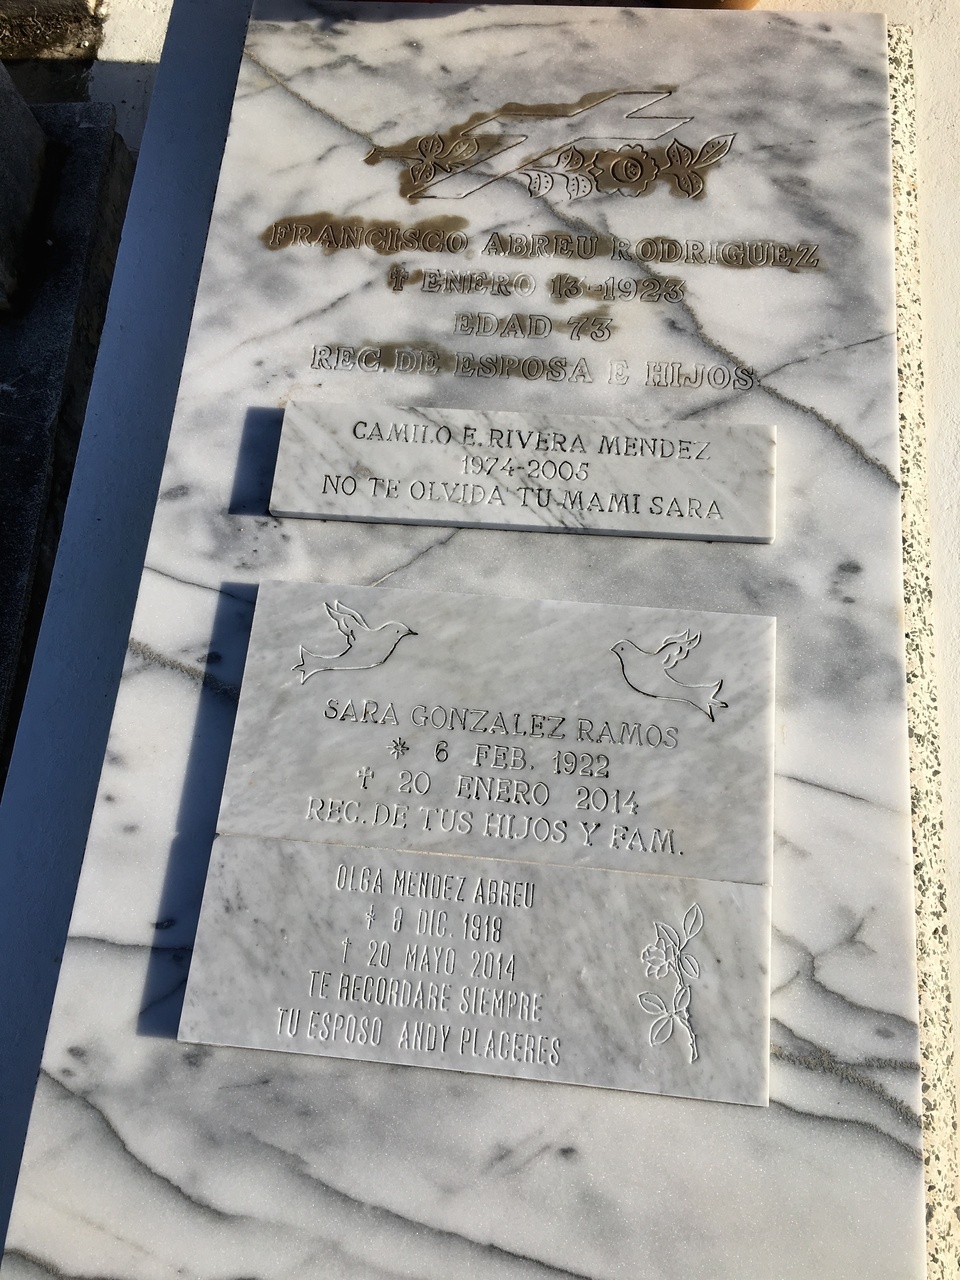 FRANCISCO ABREU RODRIGUEZ
✝ ENERO 13-1923
EDAD 73
REC. DE ESPOSA E HIJOS
CAMILO E. RIVERA MENDEZ
1974-2005
NO TE OLVIDA TU MAMI SARA
SARA GONZALEZ RAMOS
✳ 6 FEB. 1922
✝ 20 ENERO 2014
REC. DE TUS HIJOS Y FAM.
OLGA MENDEZ ABREU
✳ 8 DIC. 1918
✝ 20 MAYO 2014
TE RECORDARE SIEMPRE
TU ESPOSO ANDY PLACERES